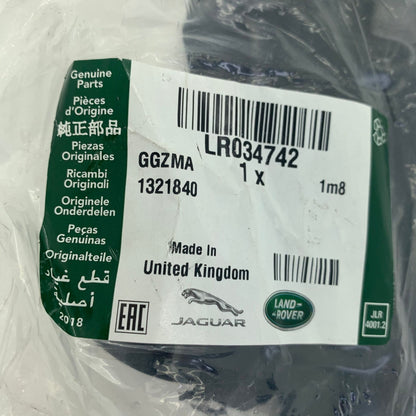 Genuine
Parts
Pièces
d'Origine
純正部品
Piezas
Originales
Ricambi
Originali
Originele
Onderdelen
Peças
Genuinas
Originalteile
قطع غيار
أصلية
2018
LR034742
GGZMA 1 x
1321840 1m8
Made In
United Kingdom
EAC
JAGUAR
LAND-
ROVER
JLR
4001.2